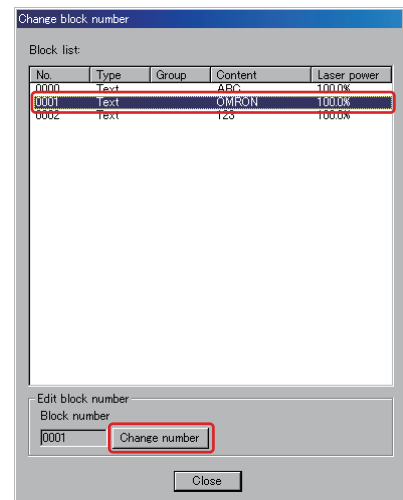 Change block number
Block list:
No. Type Group Content Laser power
0000 Text ABC 100.0%
0001 Text OMRON 100.0%
0002 Text 123 100.0%
Edit block number
Block number
0001 Change number
Close